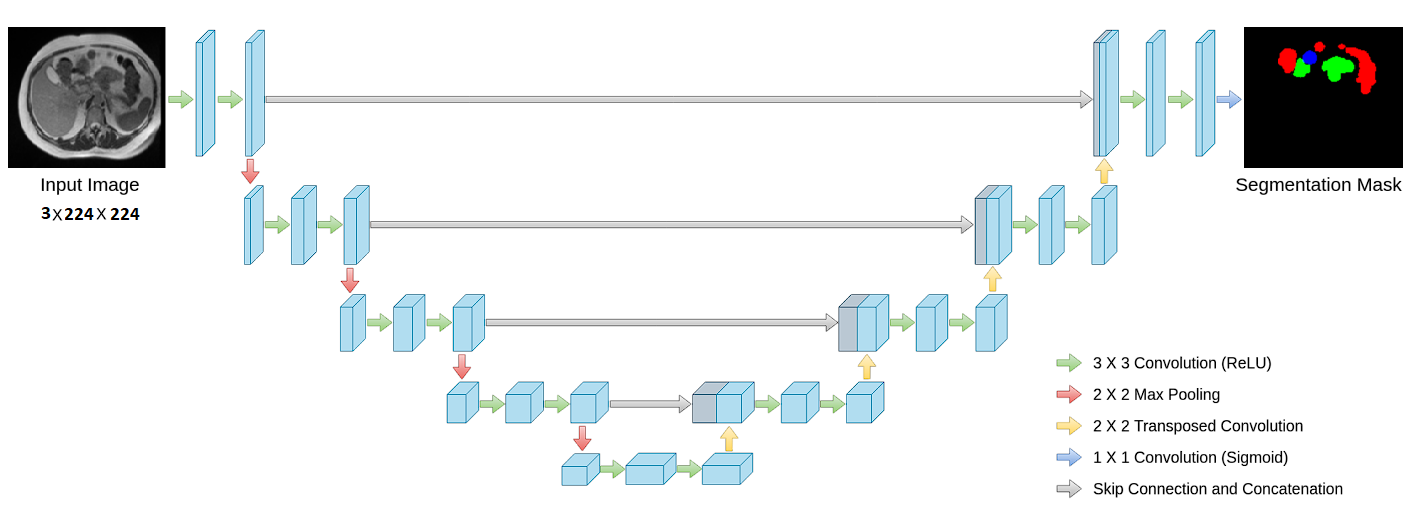 Input Image
3 X 224 X 224
Segmentation Mask
3 X 3 Convolution (ReLU)
2 X 2 Max Pooling
2 X 2 Transposed Convolution
1 X 1 Convolution (Sigmoid)
Skip Connection and Concatenation